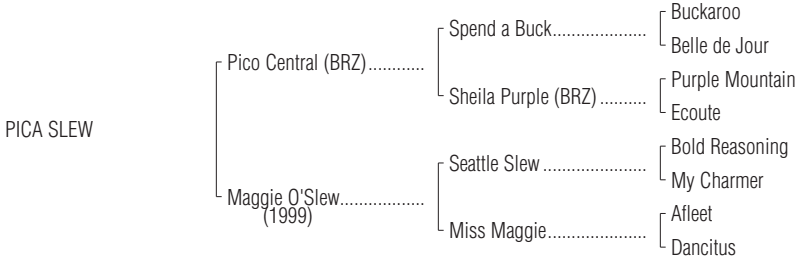 Buckaroo
Spend a Buck....................
Belle de Jour
Pico Central (BRZ)............
Purple Mountain
Sheila Purple (BRZ)..........
Ecoute
PICA SLEW
Bold Reasoning
Seattle Slew......................
My Charmer
Maggie O'Slew..................
(1999)
Afleet
Miss Maggie.....................
Dancitus